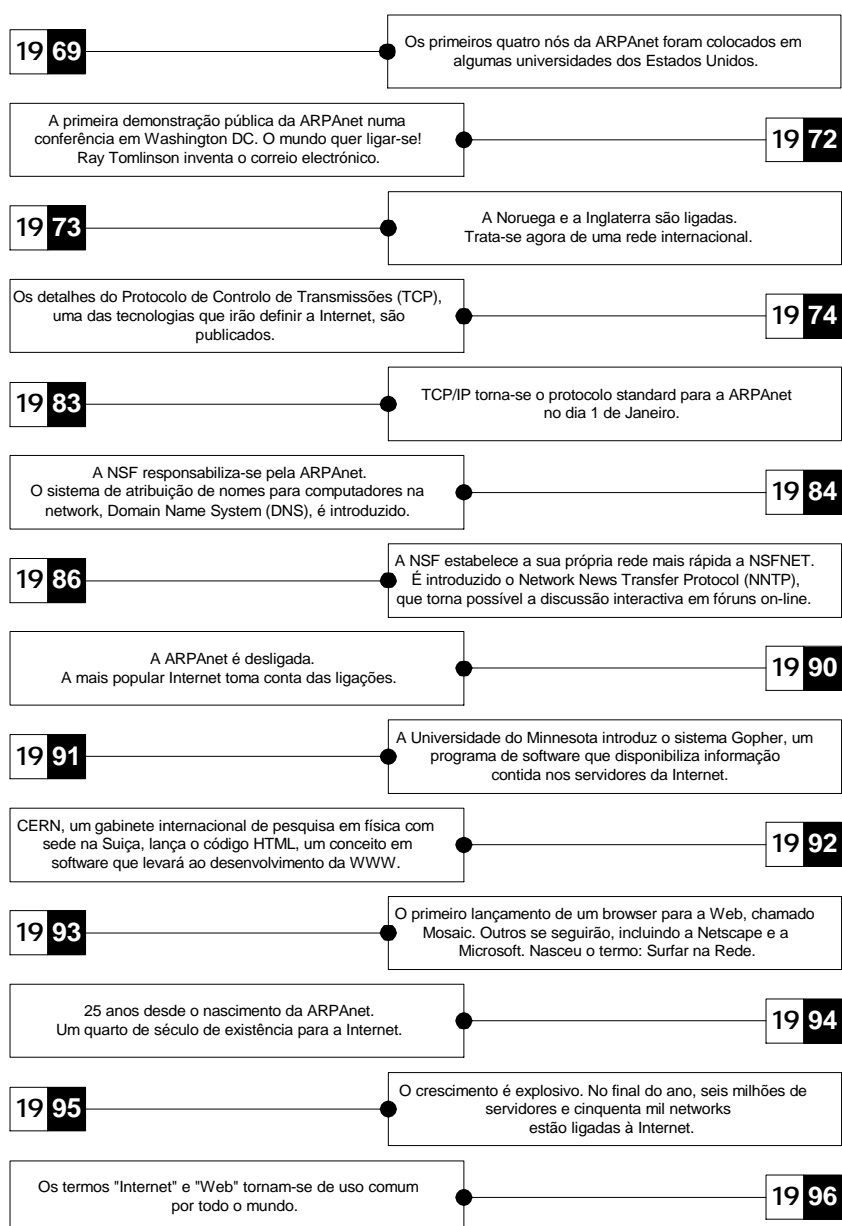 19 69
Os primeiros quatro nós da ARPAnet foram colocados em
algumas universidades dos Estados Unidos.
A primeira demonstração pública da ARPAnet numa
conferência em Washington DC. O mundo quer ligar-se!
Ray Tomlinson inventa o correio electrónico.
19 72
19 73
A Noruega e a Inglaterra são ligadas.
Trata-se agora de uma rede internacional.
Os detalhes do Protocolo de Controlo de Transmissões (TCP),
uma das tecnologias que irão definir a Internet, são
publicados.
19 74
19 83
TCP/IP torna-se o protocolo standard para a ARPAnet
no dia 1 de Janeiro.
A NSF responsabiliza-se pela ARPAnet.
O sistema de atribuição de nomes para computadores na
network, Domain Name System (DNS), é introduzido.
19 84
19 86
A NSF estabelece a sua própria rede mais rápida a NSFNET.
É introduzido o Network News Transfer Protocol (NNTP),
que torna possível a discussão interactiva em fóruns on-line.
A ARPAnet é desligada.
A mais popular Internet toma conta das ligações.
19 90
19 91
A Universidade do Minnesota introduz o sistema Gopher, um
programa de software que disponibiliza informação
contida nos servidores da Internet.
CERN, um gabinete internacional de pesquisa em física com
sede na Suiça, lança o código HTML, um conceito em
software que levará ao desenvolvimento da WWW.
19 92
19 93
O primeiro lançamento de um browser para a Web, chamado
Mosaic. Outros se seguirão, incluindo a Netscape e a
Microsoft. Nasceu o termo: Surfar na Rede.
25 anos desde o nascimento da ARPAnet.
Um quarto de século de existência para a Internet.
19 94
19 95
O crescimento é explosivo. No final do ano, seis milhões de
servidores e cinquenta mil networks
estão ligadas à Internet.
Os termos "Internet" e "Web" tornam-se de uso comum
por todo o mundo.
19 96